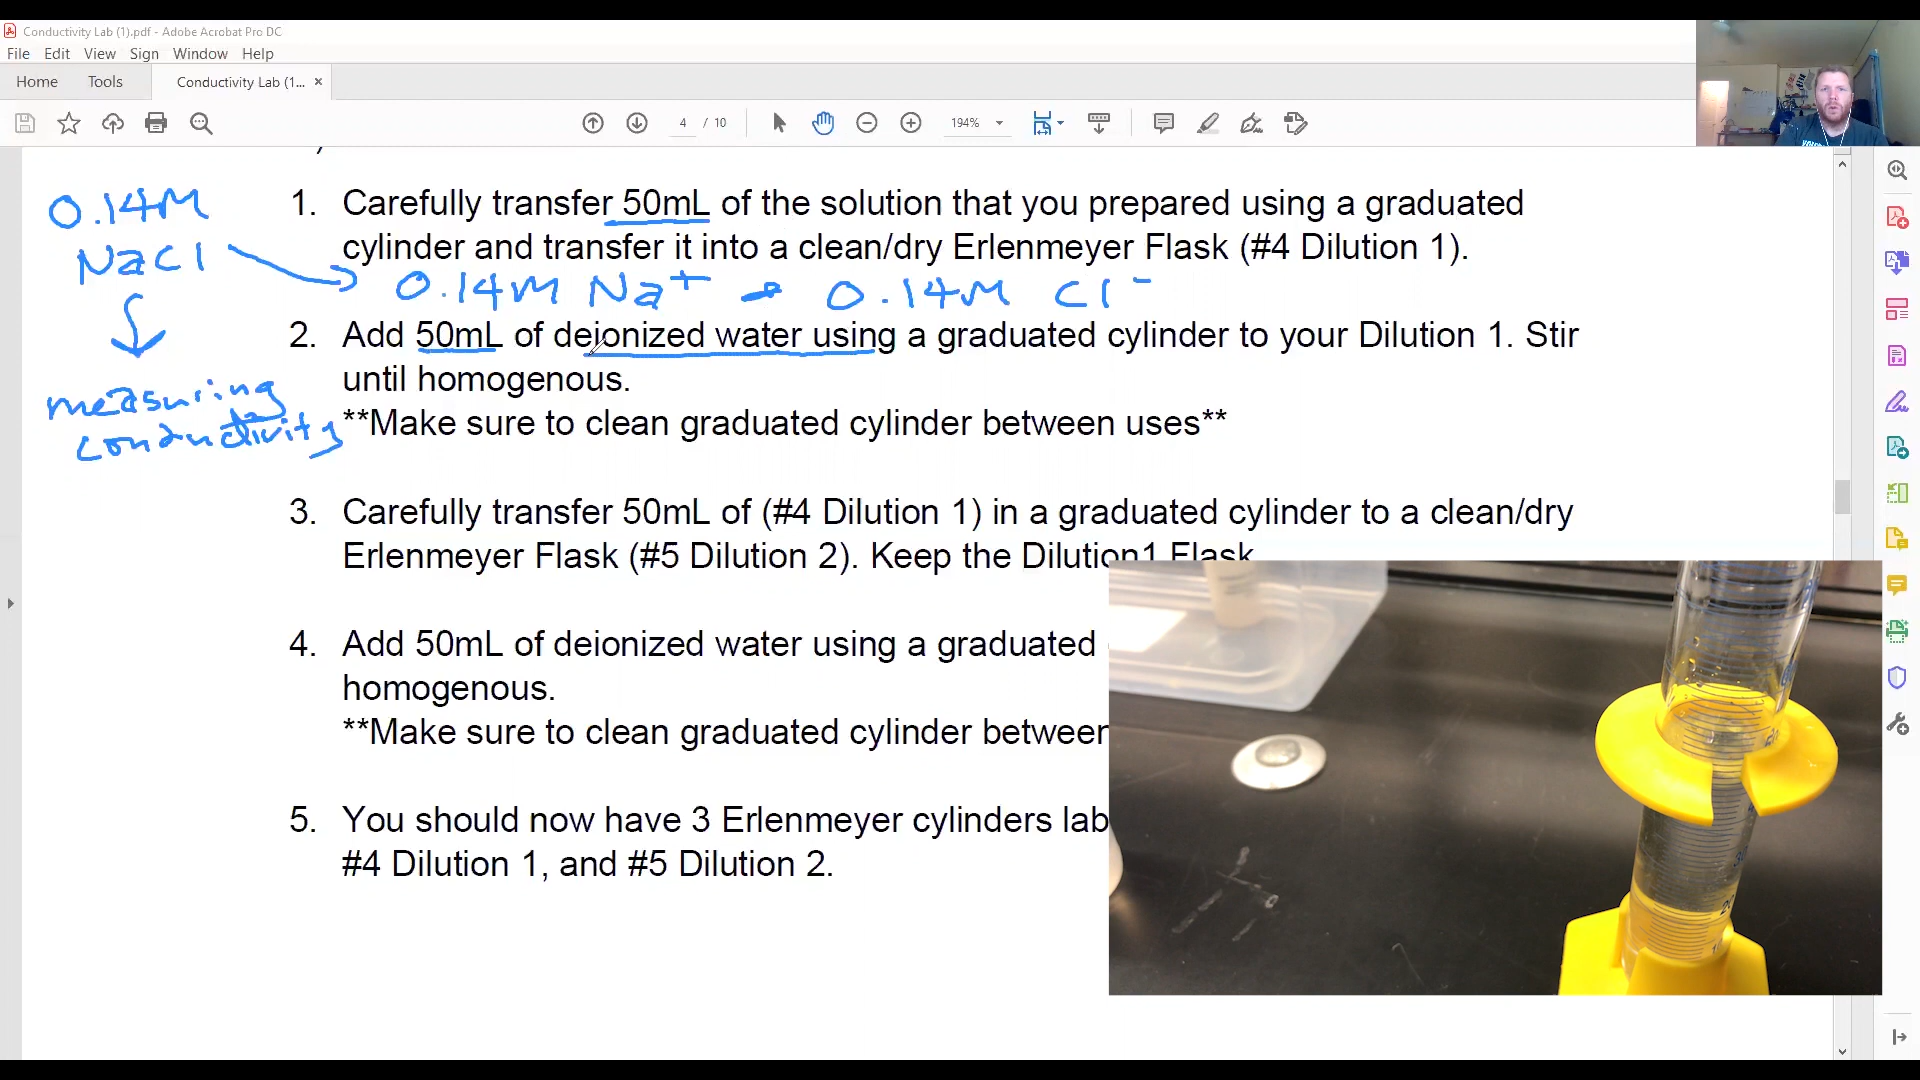 Conductivity Lab (1).pdf - Adobe Acrobat Pro DC
File Edit View Sign Window Help
Home Tools Conductivity Lab (1... ×
4 / 10 194%
0.14M
NaCl
measuring
conductivity
1. Carefully transfer 50mL of the solution that you prepared using a graduated
cylinder and transfer it into a clean/dry Erlenmeyer Flask (#4 Dilution 1).
0.14M Na+ + 0.14M Cl-
2. Add 50mL of deionized water using a graduated cylinder to your Dilution 1. Stir
until homogenous.
**Make sure to clean graduated cylinder between uses**
3. Carefully transfer 50mL of (#4 Dilution 1) in a graduated cylinder to a clean/dry
Erlenmeyer Flask (#5 Dilution 2). Keep the Dilution1 Flask
4. Add 50mL of deionized water using a graduated
homogenous.
**Make sure to clean graduated cylinder between
5. You should now have 3 Erlenmeyer cylinders lab
#4 Dilution 1, and #5 Dilution 2.